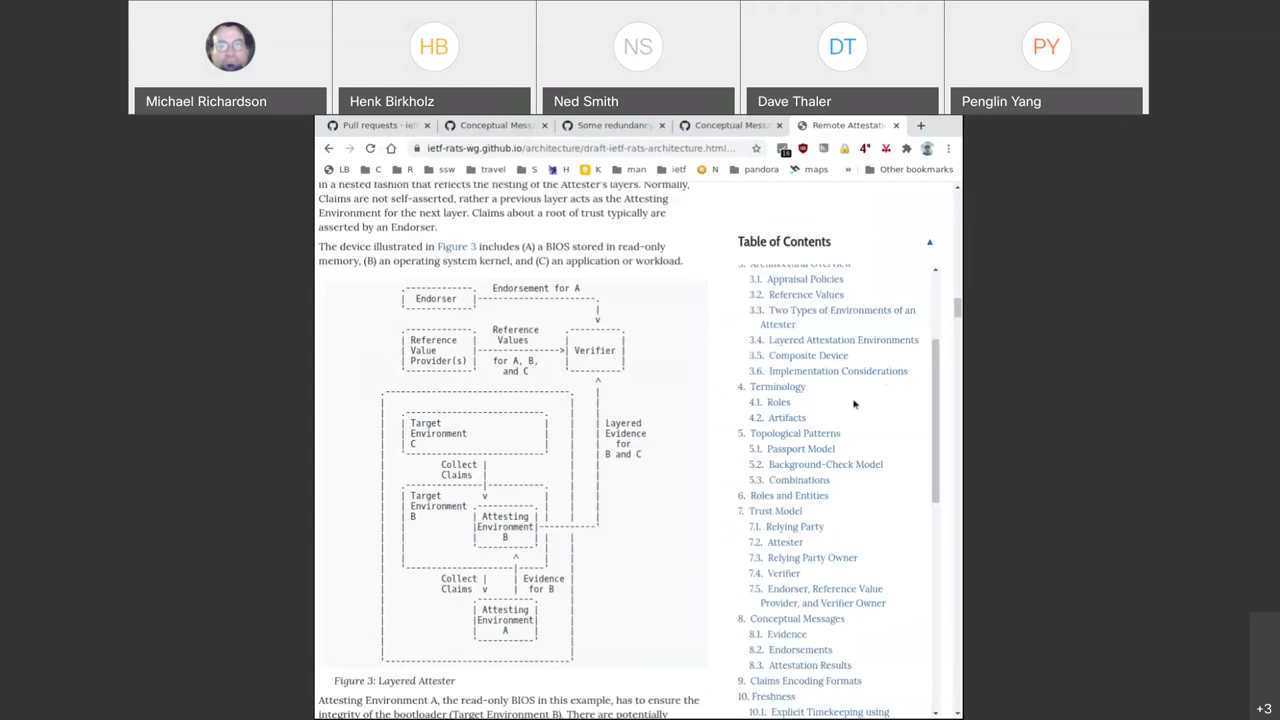 HB
NS
DT
PY
Michael Richardson
Henk Birkholz
Ned Smith
Dave Thaler
Penglin Yang
Pull requests · iet
Conceptual Mess
Some redundancy
Conceptual Mess
Remote Attestati
ietf-rats-wg.github.io/architecture/draft-ietf-rats-architecture.html...
LB
C
R
ssw
travel
S
H
K
man
ietf
N
pandora
maps
»
Other bookmarks
in a nested fashion that reflects the nesting of the Attester's layers. Normally,
Claims are not self-asserted, rather a previous layer acts as the Attesting
Environment for the next layer. Claims about a root of trust typically are
asserted by an Endorser.
The device illustrated in Figure 3 includes (A) a BIOS stored in read-only
memory, (B) an operating system kernel, and (C) an application or workload.
Endorsement for A
Endorser
Reference
Value
Provider(s)
Reference
Values
for A, B,
and C
Verifier
Target
Environment
C
Layered
Evidence
for
B and C
Collect
Claims
Target
Environment
B
Attesting
Environment
B
Collect
Claims
Evidence
for B
Attesting
Environment
A
Figure 3: Layered Attester
Attesting Environment A, the read-only BIOS in this example, has to ensure the
integrity of the bootloader (Target Environment B). There are potentially
Table of Contents
3. Architectural Overview
3.1. Appraisal Policies
3.2. Reference Values
3.3. Two Types of Environments of an
Attester
3.4. Layered Attestation Environments
3.5. Composite Device
3.6. Implementation Considerations
4. Terminology
4.1. Roles
4.2. Artifacts
5. Topological Patterns
5.1. Passport Model
5.2. Background-Check Model
5.3. Combinations
6. Roles and Entities
7. Trust Model
7.1. Relying Party
7.2. Attester
7.3. Relying Party Owner
7.4. Verifier
7.5. Endorser, Reference Value
Provider, and Verifier Owner
8. Conceptual Messages
8.1. Evidence
8.2. Endorsements
8.3. Attestation Results
9. Claims Encoding Formats
10. Freshness
10.1. Explicit Timekeeping using
+3